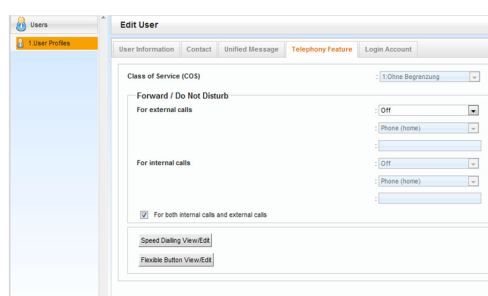 Users
Edit User
1.User Profiles
User Information
Contact
Unified Message
Telephony Feature
Login Account
Class of Service (COS)
: 1:Ohne Begrenzung
Forward / Do Not Disturb
For external calls
: Off
: Phone (home)
:
For internal calls
: Off
: Phone (home)
:
For both internal calls and external calls
Speed Dialling View/Edit
Flexible Button View/Edit